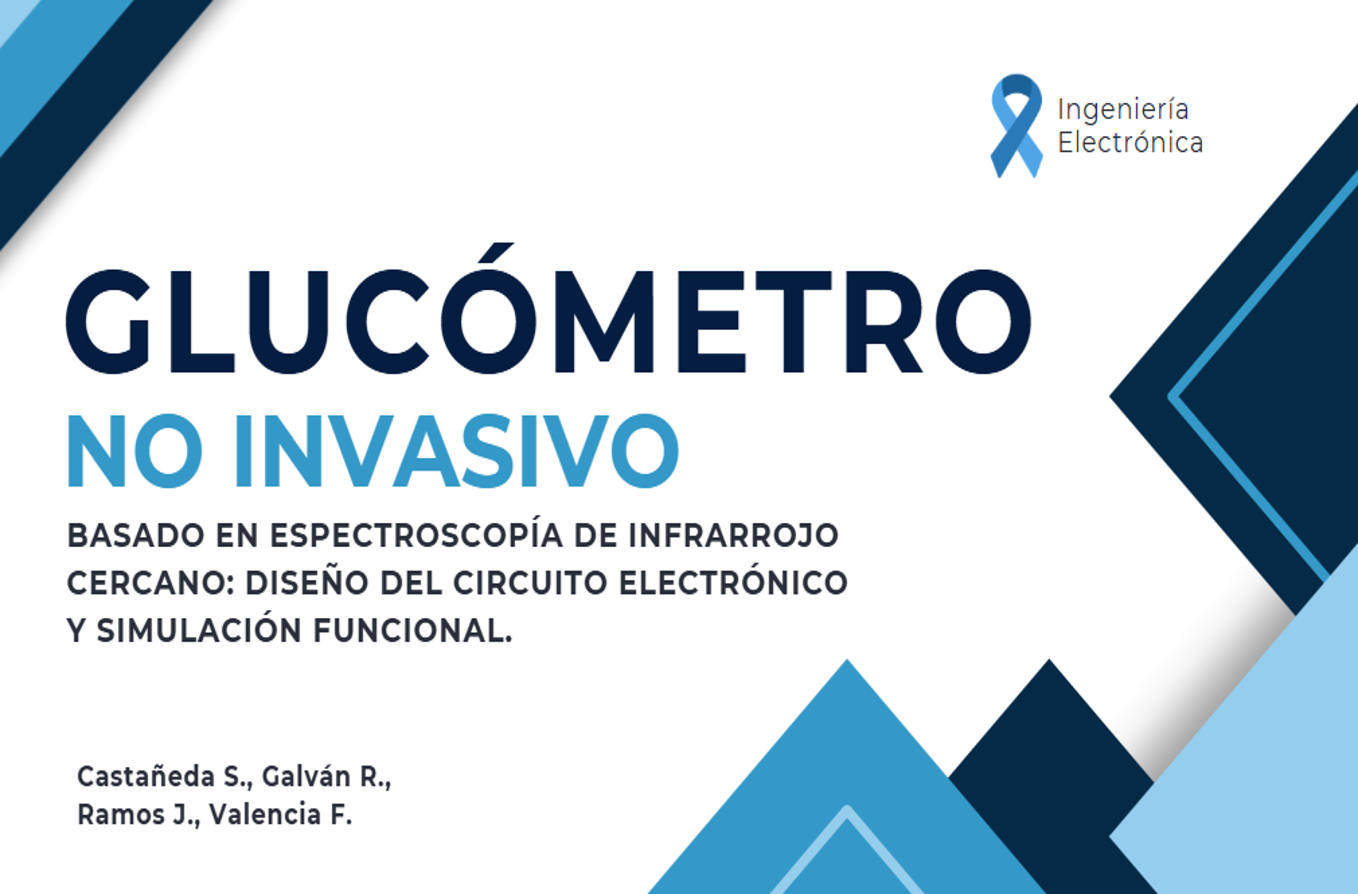 Ingeniería
Electrónica
GLUCÓMETRO
NO INVASIVO
BASADO EN ESPECTROSCOPÍA DE INFRARROJO
CERCANO: DISEÑO DEL CIRCUITO ELECTRÓNICO
Y SIMULACIÓN FUNCIONAL.
Castañeda S., Galván R.,
Ramos J., Valencia F.